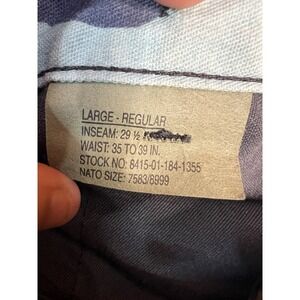 LARGE - REGULAR
INSEAM: 29 ½
WAIST: 35 TO 39 IN.
STOCK NO: 8415-01-184-1355
NATO SIZE: 7583/8999